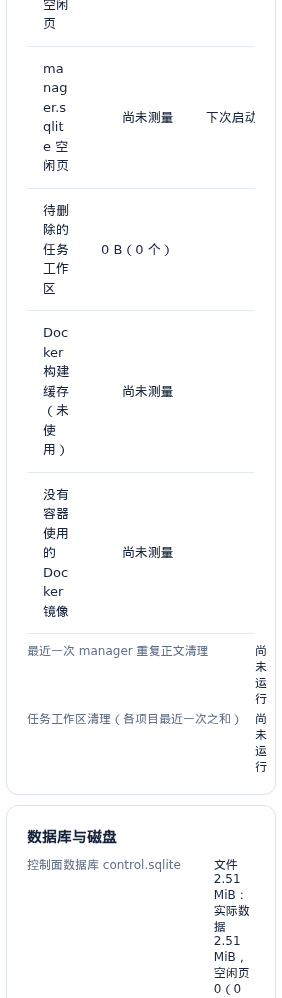 空闲
页
ma
nag
er.s
qlit
e 空
闲页
尚未测量
下次启动
待删
除的
任务
工作
区
0 B ( 0 个 )
Doc
ker
构建
缓存
（未
使
用）
尚未测量
没有
容器
使用
的
Doc
ker
镜像
尚未测量
最近一次 manager 重复正文清理
尚
未
运
行
任务工作区清理（各项目最近一次之和）
尚
未
运
行
数据库与磁盘
控制面数据库 control.sqlite
文件
2.51
MiB；
实际数
据
2.51
MiB，
空闲页
0（0